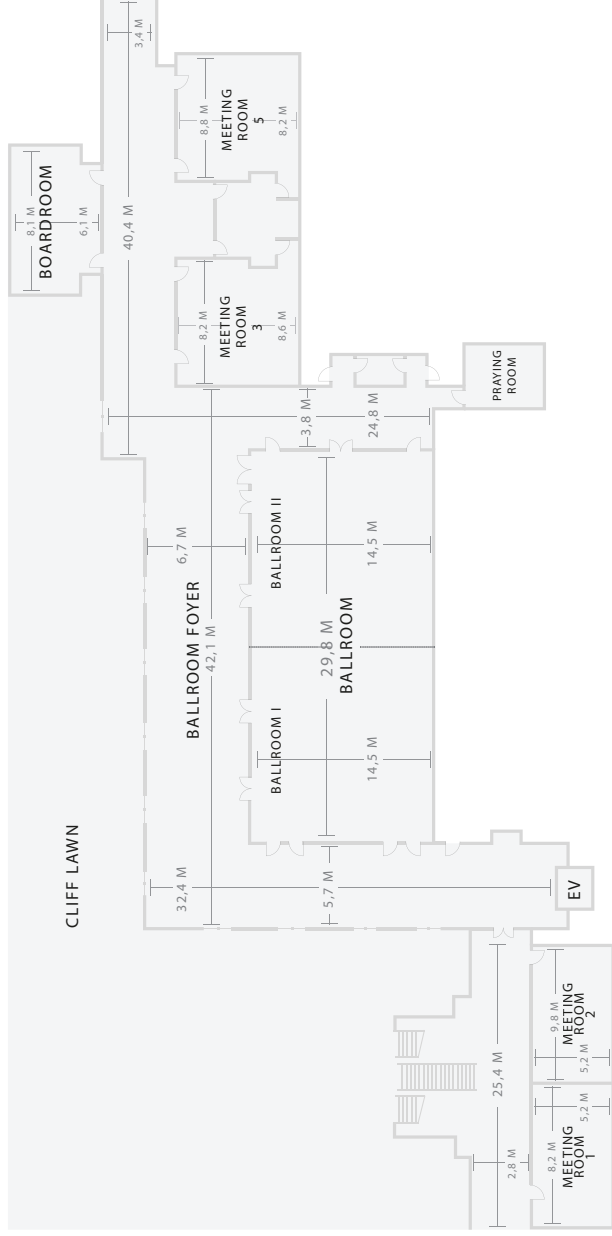 3,4 M
MEETING
ROOM
5
8,8 M
8,2 M
BOARDROOM
8,1 M
6,1 M
40,4 M
MEETING
ROOM
3
8,2 M
8,6 M
PRAYING
ROOM
3,8 M
24,8 M
6,7 M
BALLROOM II
14,5 M
BALLROOM FOYER
42,1 M
29,8 M
BALLROOM
BALLROOM I
14,5 M
CLIFF LAWN
32,4 M
5,7 M
EV
25,4 M
9,8 M
MEETING
ROOM
2
5,2 M
5,2 M
2,8 M
8,2 M
MEETING
ROOM
1